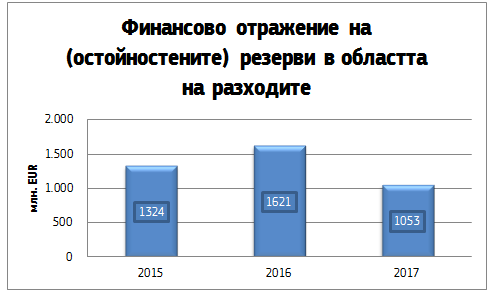 Финансово отражение на
(остойностените) резерви в областта
на разходите
млн. EUR
2.000
1.500
1.000
500
0
1324
1621
1053
2015
2016
2017